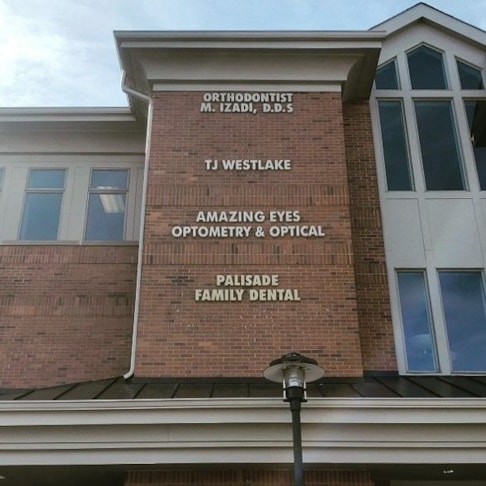 ORTHODONTIST
M. IZADI, D.D.S
TJ WESTLAKE
AMAZING EYES
OPTOMETRY & OPTICAL
PALISADE
FAMILY DENTAL